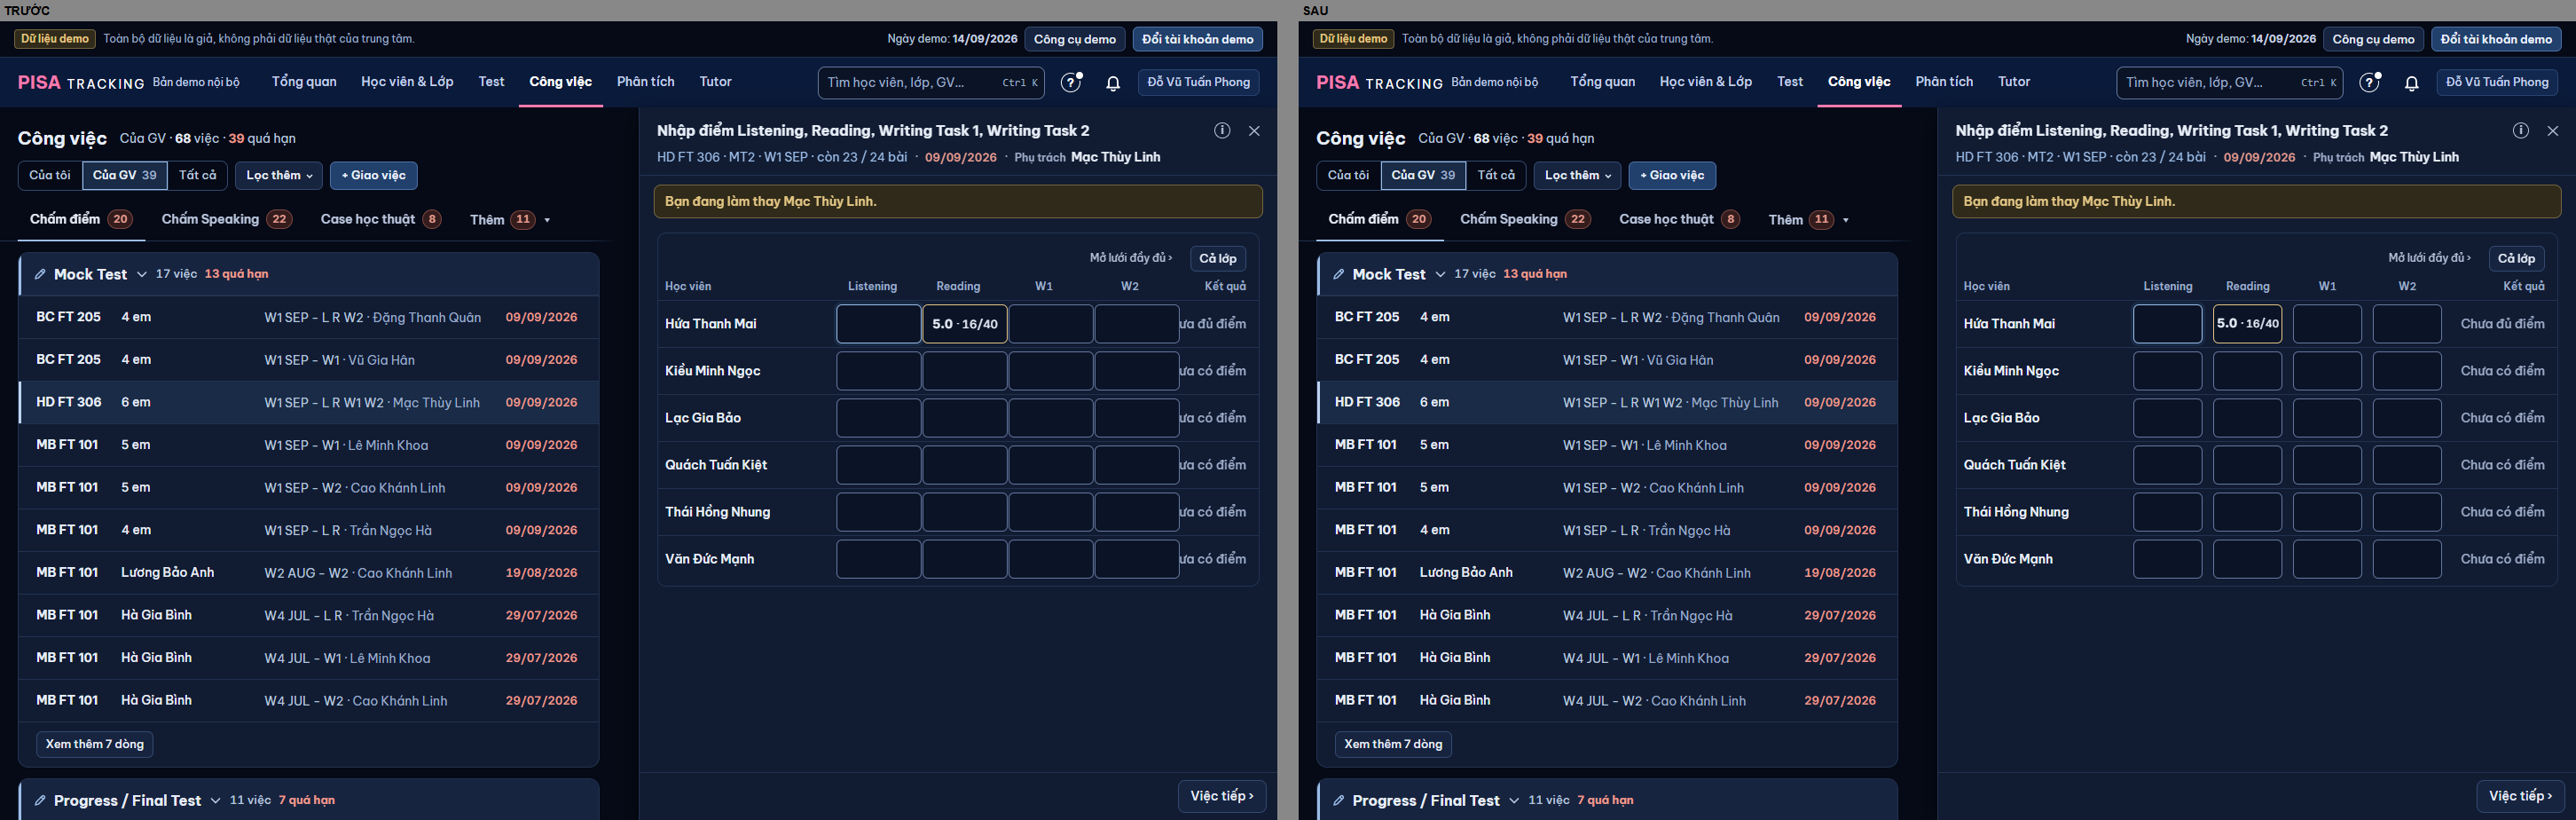 TRƯỚC
Dữ liệu demo Toàn bộ dữ liệu là giả, không phải dữ liệu thật của trung tâm. Ngày demo: 14/09/2026 Công cụ demo Đổi tài khoản demo
PISA TRACKING Bản demo nội bộ Tổng quan Học viên & Lớp Test Công việc Phân tích Tutor Tìm học viên, lớp, GV... Ctrl K ? Đỗ Vũ Tuấn Phong
Công việc Của GV · 68 việc · 39 quá hạn
Của tôi Của GV 39 Tất cả Lọc thêm + Giao việc
Chấm điểm 20 Chấm Speaking 22 Case học thuật 8 Thêm 11
Mock Test 17 việc 13 quá hạn
BC FT 205 4 em W1 SEP - L R W2 · Đặng Thanh Quân 09/09/2026
BC FT 205 4 em W1 SEP - W1 · Vũ Gia Hân 09/09/2026
HD FT 306 6 em W1 SEP - L R W1 W2 · Mạc Thùy Linh 09/09/2026
MB FT 101 5 em W1 SEP - W1 · Lê Minh Khoa 09/09/2026
MB FT 101 5 em W1 SEP - W2 · Cao Khánh Linh 09/09/2026
MB FT 101 4 em W1 SEP - L R · Trần Ngọc Hà 09/09/2026
MB FT 101 Lương Bảo Anh W2 AUG - W2 · Cao Khánh Linh 19/08/2026
MB FT 101 Hà Gia Bình W4 JUL - L R · Trần Ngọc Hà 29/07/2026
MB FT 101 Hà Gia Bình W4 JUL - W1 · Lê Minh Khoa 29/07/2026
MB FT 101 Hà Gia Bình W4 JUL - W2 · Cao Khánh Linh 29/07/2026
Xem thêm 7 dòng
Progress / Final Test 11 việc 7 quá hạn
Nhập điểm Listening, Reading, Writing Task 1, Writing Task 2
HD FT 306 · MT2 · W1 SEP · còn 23 / 24 bài · 09/09/2026 · Phụ trách Mạc Thùy Linh
Bạn đang làm thay Mạc Thùy Linh.
Mở lưới đầy đủ › Cả lớp
Học viên Listening Reading W1 W2 Kết quả
Hứa Thanh Mai 5.0 · 16/40 ưa đủ điểm
Kiều Minh Ngọc ưa có điểm
Lạc Gia Bảo ưa có điểm
Quách Tuấn Kiệt ưa có điểm
Thái Hồng Nhung ưa có điểm
Văn Đức Mạnh ưa có điểm
Việc tiếp ›
SAU
Dữ liệu demo Toàn bộ dữ liệu là giả, không phải dữ liệu thật của trung tâm. Ngày demo: 14/09/2026 Công cụ demo Đổi tài khoản demo
PISA TRACKING Bản demo nội bộ Tổng quan Học viên & Lớp Test Công việc Phân tích Tutor Tìm học viên, lớp, GV... Ctrl K ? Đỗ Vũ Tuấn Phong
Công việc Của GV · 68 việc · 39 quá hạn
Của tôi Của GV 39 Tất cả Lọc thêm + Giao việc
Chấm điểm 20 Chấm Speaking 22 Case học thuật 8 Thêm 11
Mock Test 17 việc 13 quá hạn
BC FT 205 4 em W1 SEP - L R W2 · Đặng Thanh Quân 09/09/2026
BC FT 205 4 em W1 SEP - W1 · Vũ Gia Hân 09/09/2026
HD FT 306 6 em W1 SEP - L R W1 W2 · Mạc Thùy Linh 09/09/2026
MB FT 101 5 em W1 SEP - W1 · Lê Minh Khoa 09/09/2026
MB FT 101 5 em W1 SEP - W2 · Cao Khánh Linh 09/09/2026
MB FT 101 4 em W1 SEP - L R · Trần Ngọc Hà 09/09/2026
MB FT 101 Lương Bảo Anh W2 AUG - W2 · Cao Khánh Linh 19/08/2026
MB FT 101 Hà Gia Bình W4 JUL - L R · Trần Ngọc Hà 29/07/2026
MB FT 101 Hà Gia Bình W4 JUL - W1 · Lê Minh Khoa 29/07/2026
MB FT 101 Hà Gia Bình W4 JUL - W2 · Cao Khánh Linh 29/07/2026
Xem thêm 7 dòng
Progress / Final Test 11 việc 7 quá hạn
Nhập điểm Listening, Reading, Writing Task 1, Writing Task 2
HD FT 306 · MT2 · W1 SEP · còn 23 / 24 bài · 09/09/2026 · Phụ trách Mạc Thùy Linh
Bạn đang làm thay Mạc Thùy Linh.
Mở lưới đầy đủ › Cả lớp
Học viên Listening Reading W1 W2 Kết quả
Hứa Thanh Mai 5.0 · 16/40 Chưa đủ điểm
Kiều Minh Ngọc Chưa có điểm
Lạc Gia Bảo Chưa có điểm
Quách Tuấn Kiệt Chưa có điểm
Thái Hồng Nhung Chưa có điểm
Văn Đức Mạnh Chưa có điểm
Việc tiếp ›